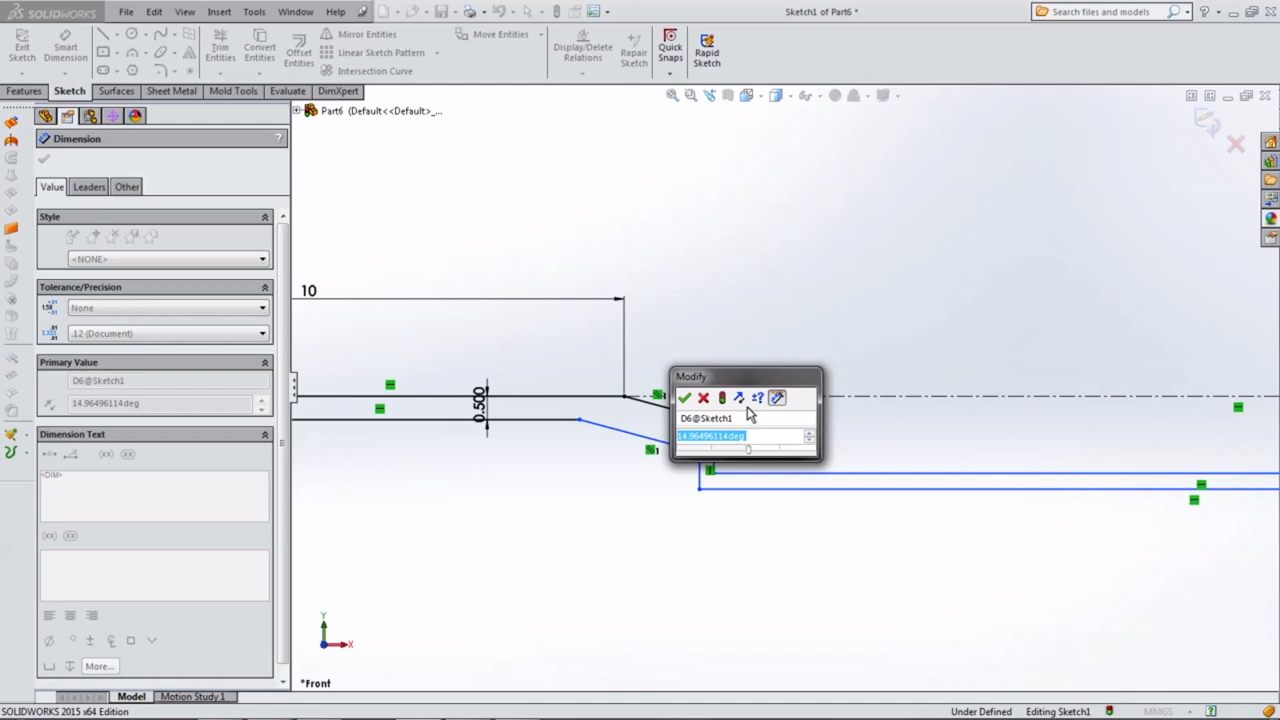 SOLIDWORKS File Edit View Insert Tools Window Help Sketch1 of Part6 Search files and models
Exit Sketch
Smart Dimension
Trim Entities
Convert Entities
Offset Entities
Mirror Entities
Linear Sketch Pattern
Intersection Curve
Move Entities
Display/Delete Relations
Repair Sketch
Quick Snaps
Rapid Sketch
Features Sketch Surfaces Sheet Metal Mold Tools Evaluate DimXpert
Part6 (Default<<Default>_...
Dimension ?
Value Leaders Other
Style
<NONE>
Tolerance/Precision
None
.12 (Document)
Primary Value
D6@Sketch1
14.96496114deg
Dimension Text
<DIM>
More...
10
0.500
Modify
D6@Sketch1
14.96496114deg
1
1
Y
X
*Front
Model Motion Study 1
SOLIDWORKS 2015 x64 Edition Under Defined Editing Sketch1 MMGS